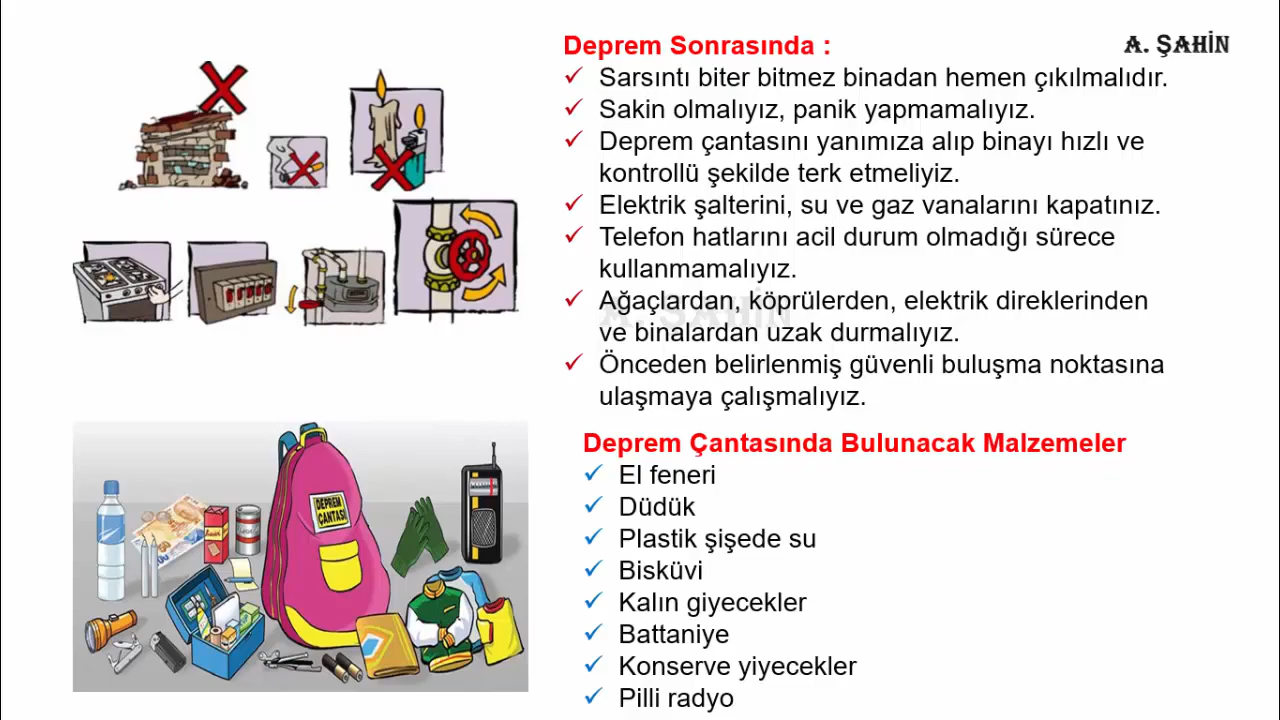 Deprem Sonrasında :
A. ŞAHİN
Sarsıntı biter bitmez binadan hemen çıkılmalıdır.
Sakin olmalıyız, panik yapmamalıyız.
Deprem çantasını yanımıza alıp binayı hızlı ve
kontrollü şekilde terk etmeliyiz.
Elektrik şalterini, su ve gaz vanalarını kapatınız.
Telefon hatlarını acil durum olmadığı sürece
kullanmamalıyız.
Ağaçlardan, köprülerden, elektrik direklerinden
ve binalardan uzak durmalıyız.
A. ŞAHİN
Önceden belirlenmiş güvenli buluşma noktasına
ulaşmaya çalışmalıyız.
DEPREM
ÇANTASI
Deprem Çantasında Bulunacak Malzemeler
El feneri
Düdük
Plastik şişede su
Bisküvi
Kalın giyecekler
Battaniye
Konserve yiyecekler
Pilli radyo